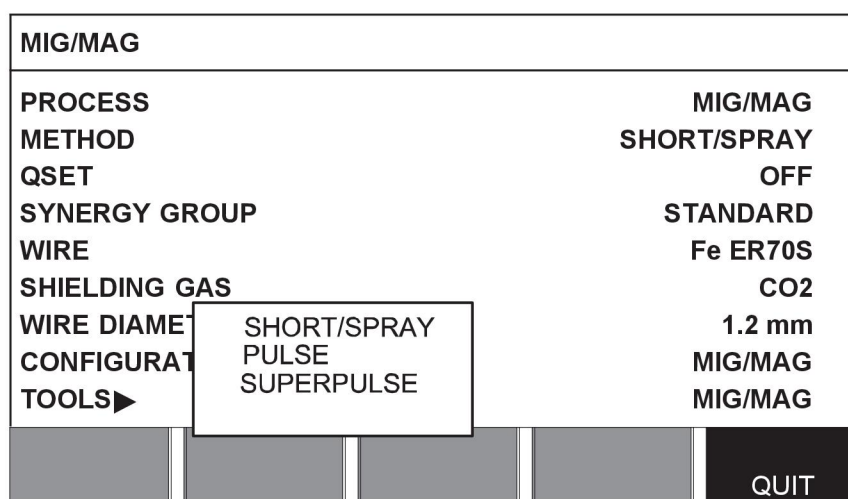 MIG/MAG
PROCESS MIG/MAG
METHOD SHORT/SPRAY
QSET OFF
SYNERGY GROUP STANDARD
WIRE Fe ER70S
SHIELDING GAS CO2
WIRE DIAMET 1.2 mm
CONFIGURAT MIG/MAG
TOOLS▶ MIG/MAG
SHORT/SPRAY
PULSE
SUPERPULSE
QUIT